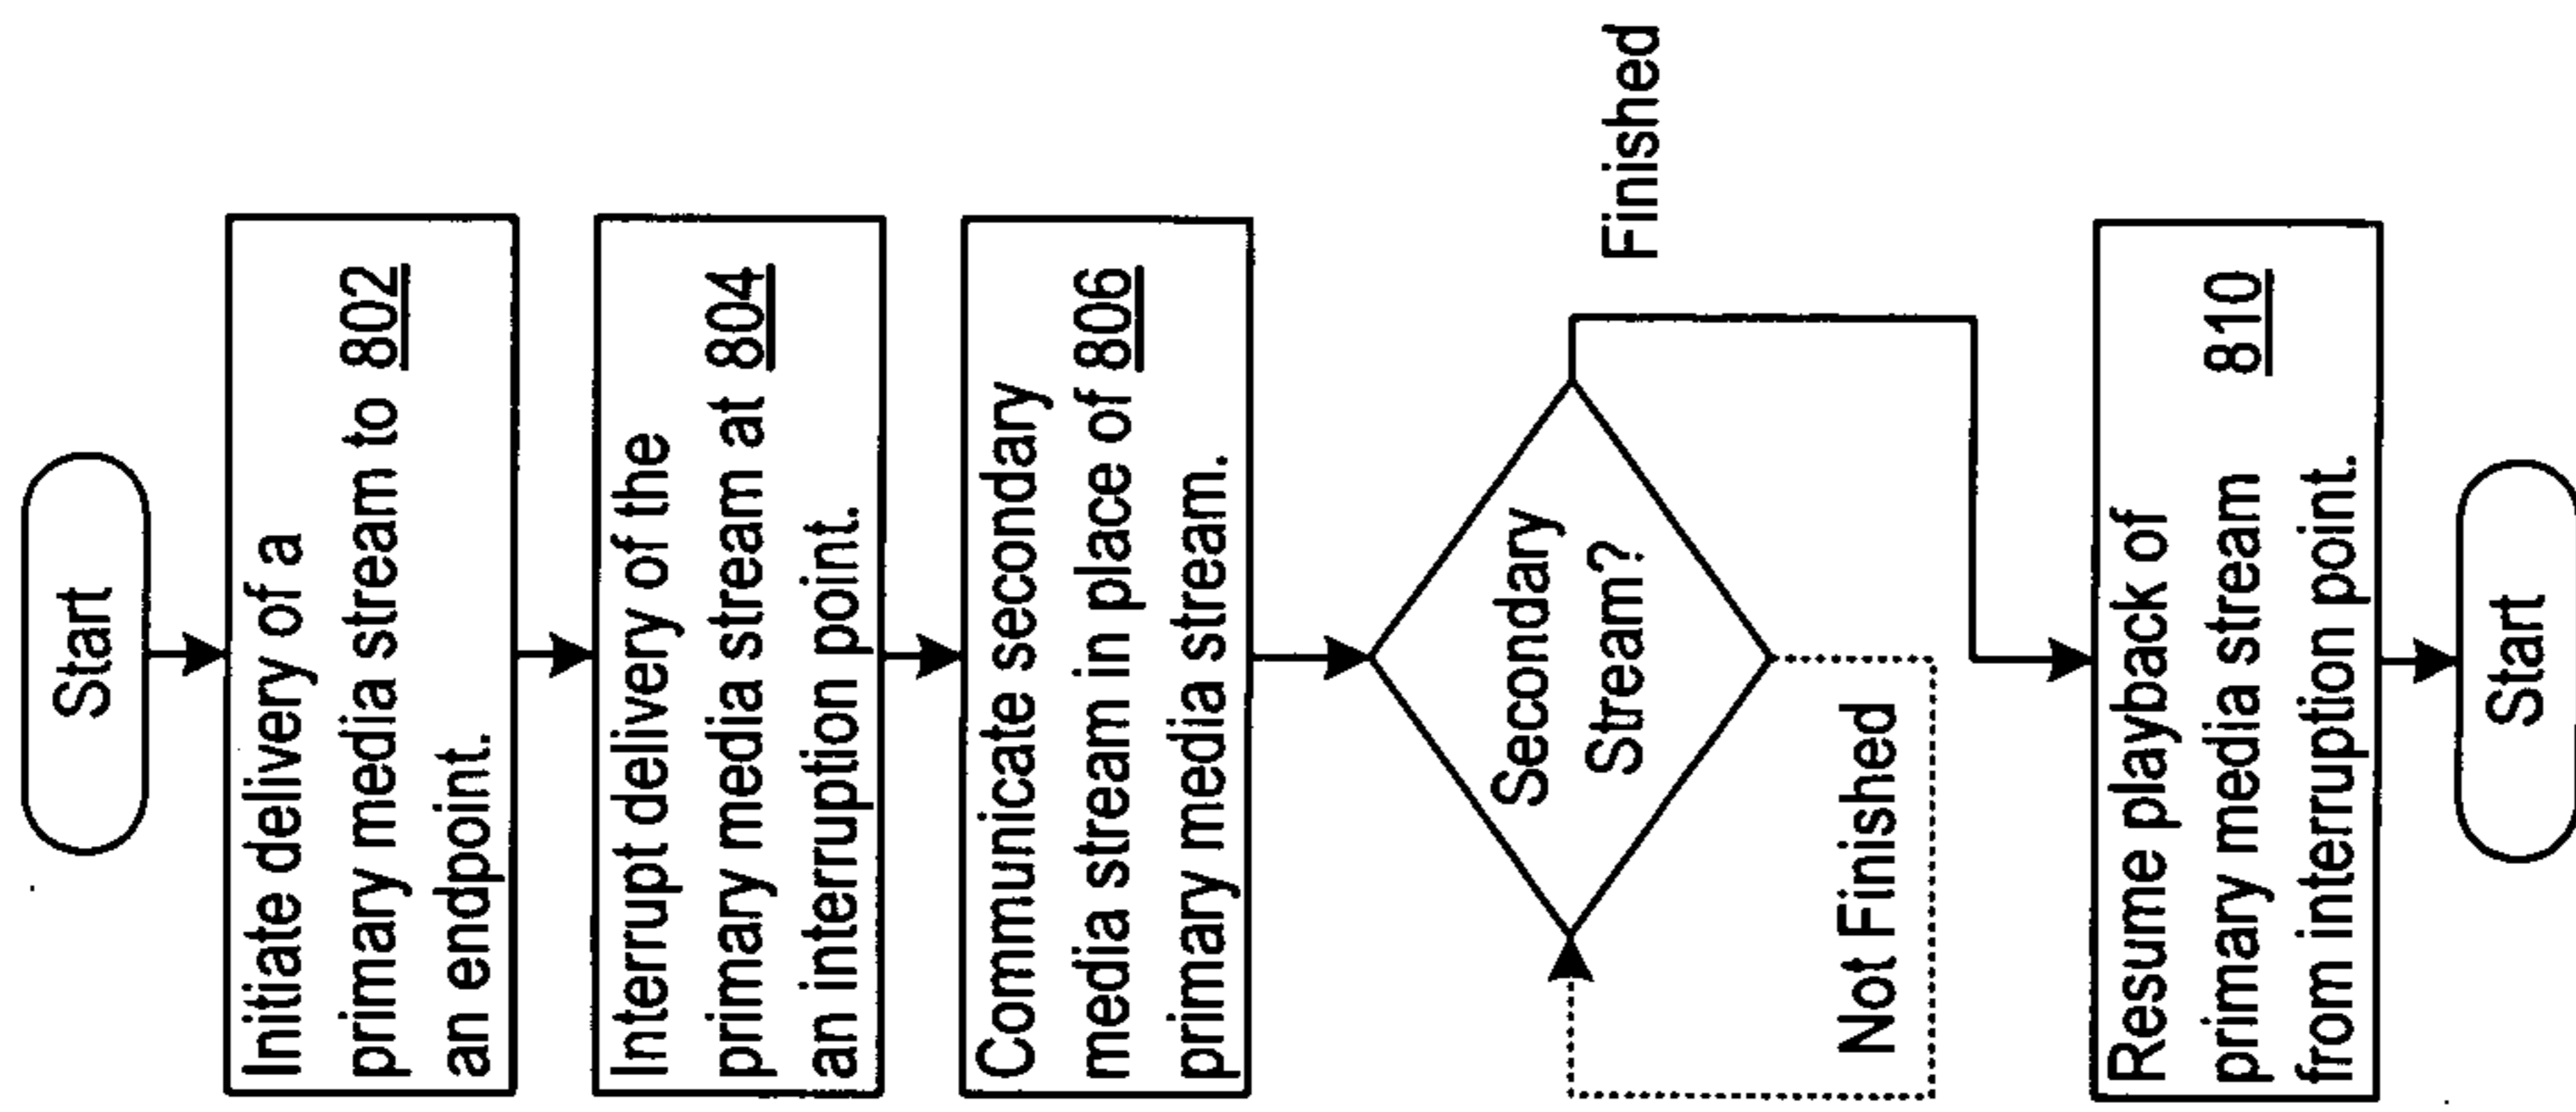 Start
Initiate delivery of a
primary media stream to 802
an endpoint.
Interrupt delivery of the
primary media stream at 804
an interruption point.
Communicate secondary
media stream in place of 806
primary media stream.
Secondary
Stream?
Finished
Not Finished
Resume playback of
primary media stream 810
from interruption point.
Start